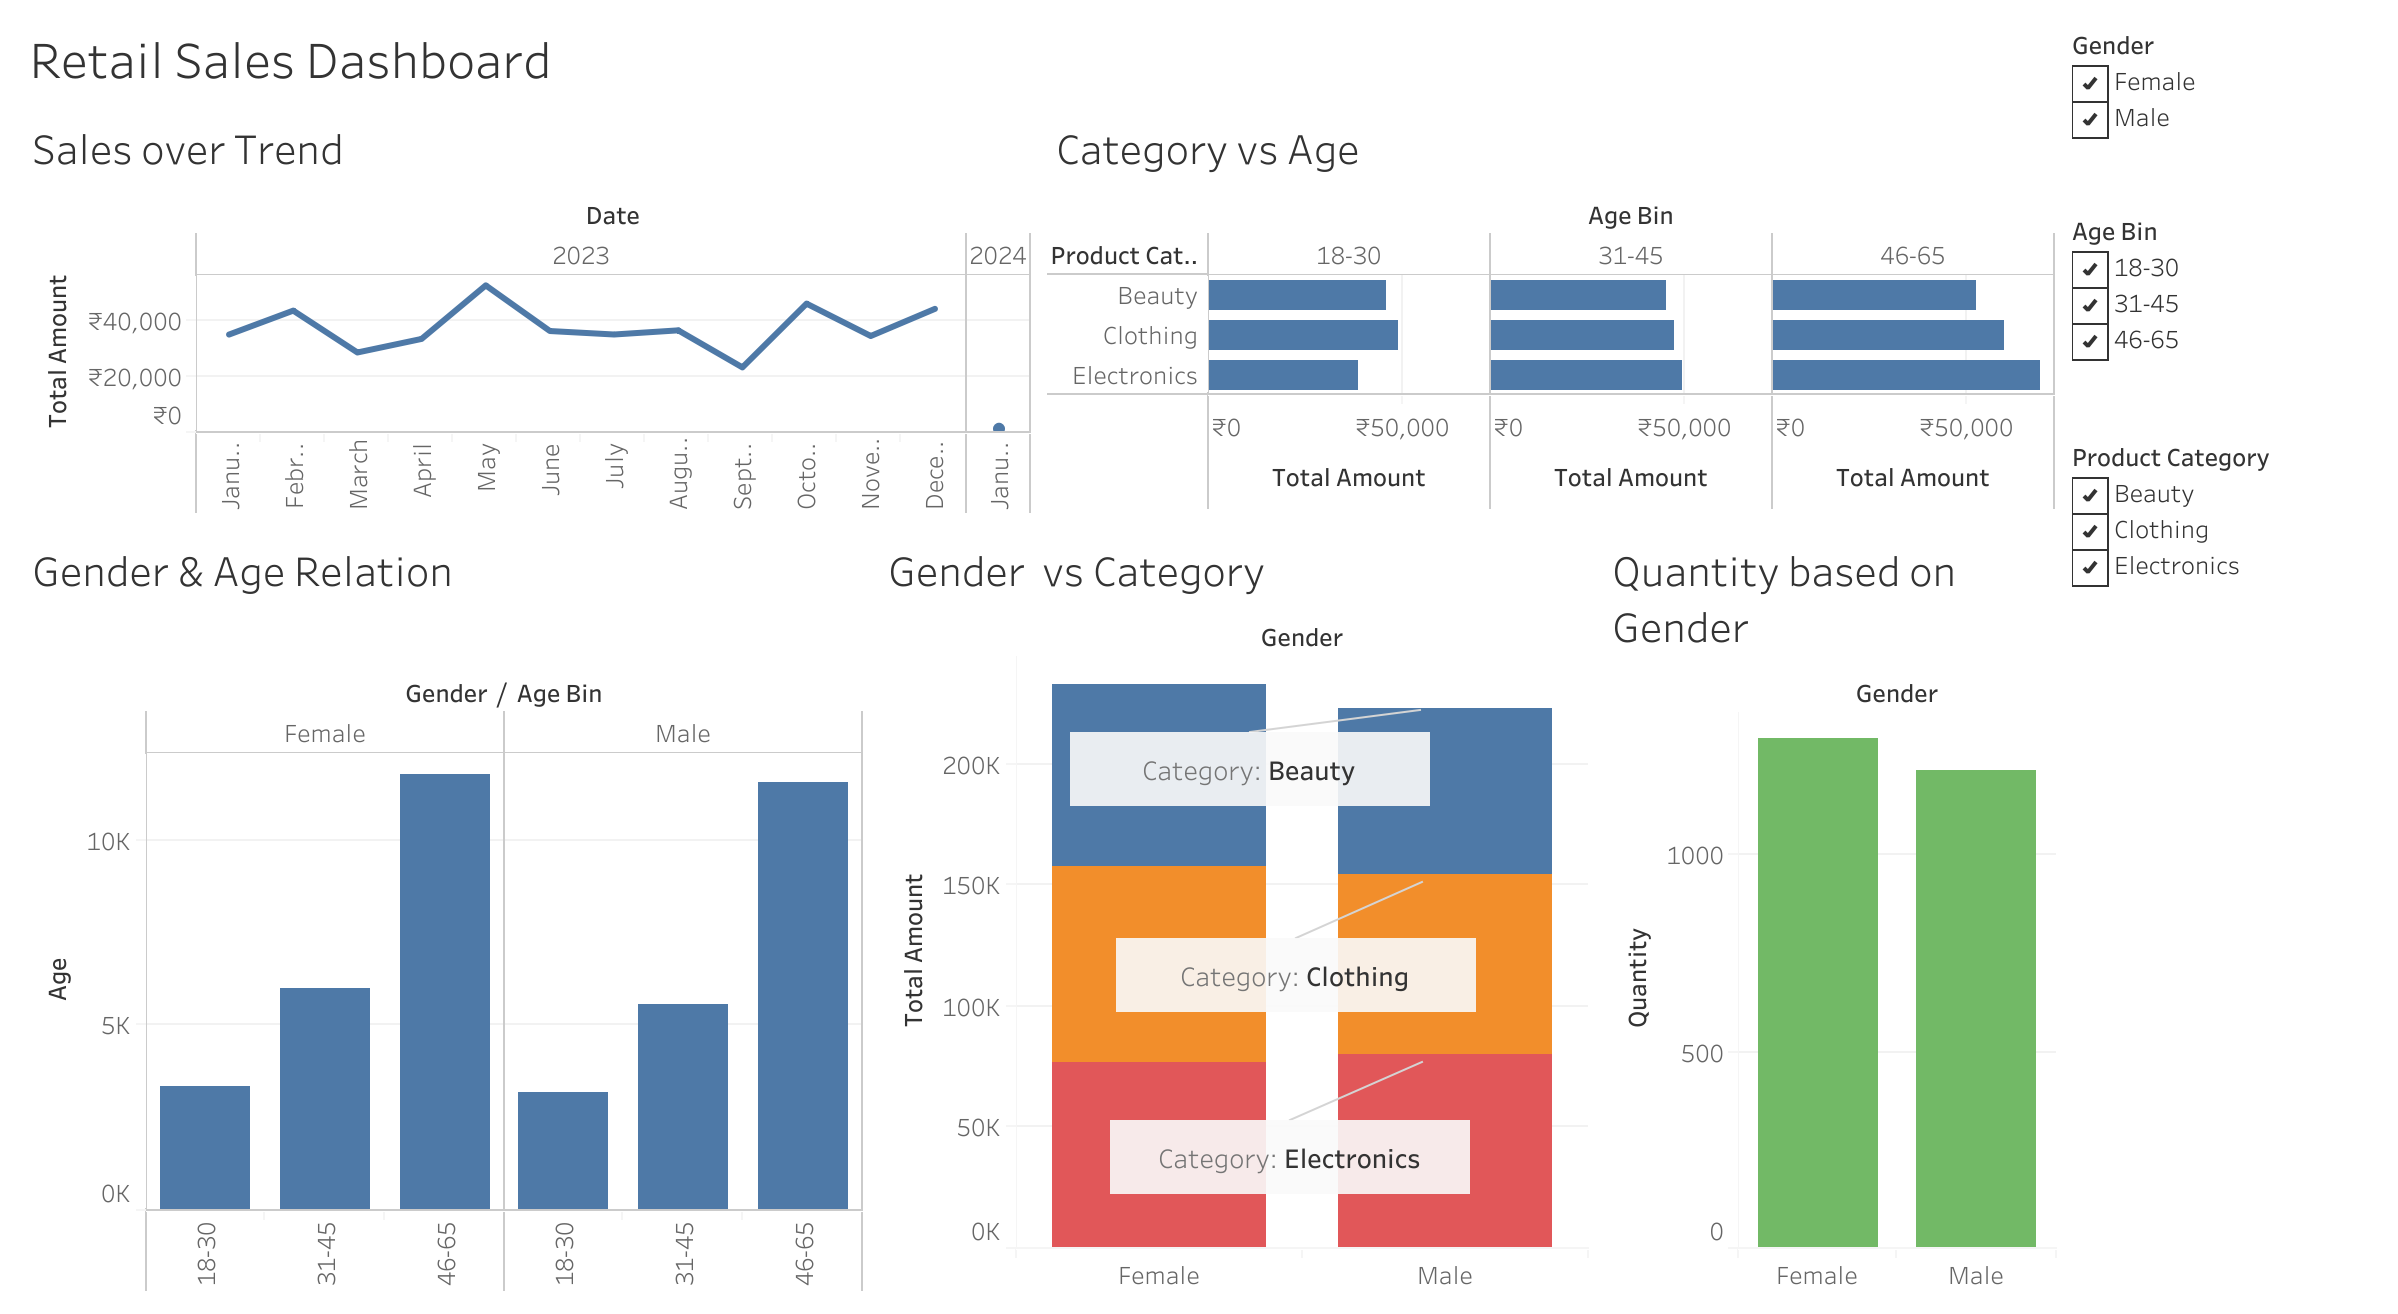 Retail Sales Dashboard
Sales over Trend
Date
2023
2024
Total Amount
₹40,000
₹20,000
₹0
Janu..
Febr..
March
April
May
June
July
Augu..
Sept..
Octo..
Nove..
Dece..
Janu..
Category vs Age
Age Bin
Product Cat..
18-30
31-45
46-65
Beauty
Clothing
Electronics
₹0
₹50,000
₹0
₹50,000
₹0
₹50,000
Total Amount
Total Amount
Total Amount
Gender
Female
Male
Age Bin
18-30
31-45
46-65
Product Category
Beauty
Clothing
Electronics
Gender & Age Relation
Gender / Age Bin
Female
Male
Age
10K
5K
0K
18-30
31-45
46-65
18-30
31-45
46-65
Gender vs Category
Gender
Total Amount
200K
150K
100K
50K
0K
Category: Beauty
Category: Clothing
Category: Electronics
Female
Male
Quantity based on
Gender
Gender
Quantity
1000
500
0
Female
Male